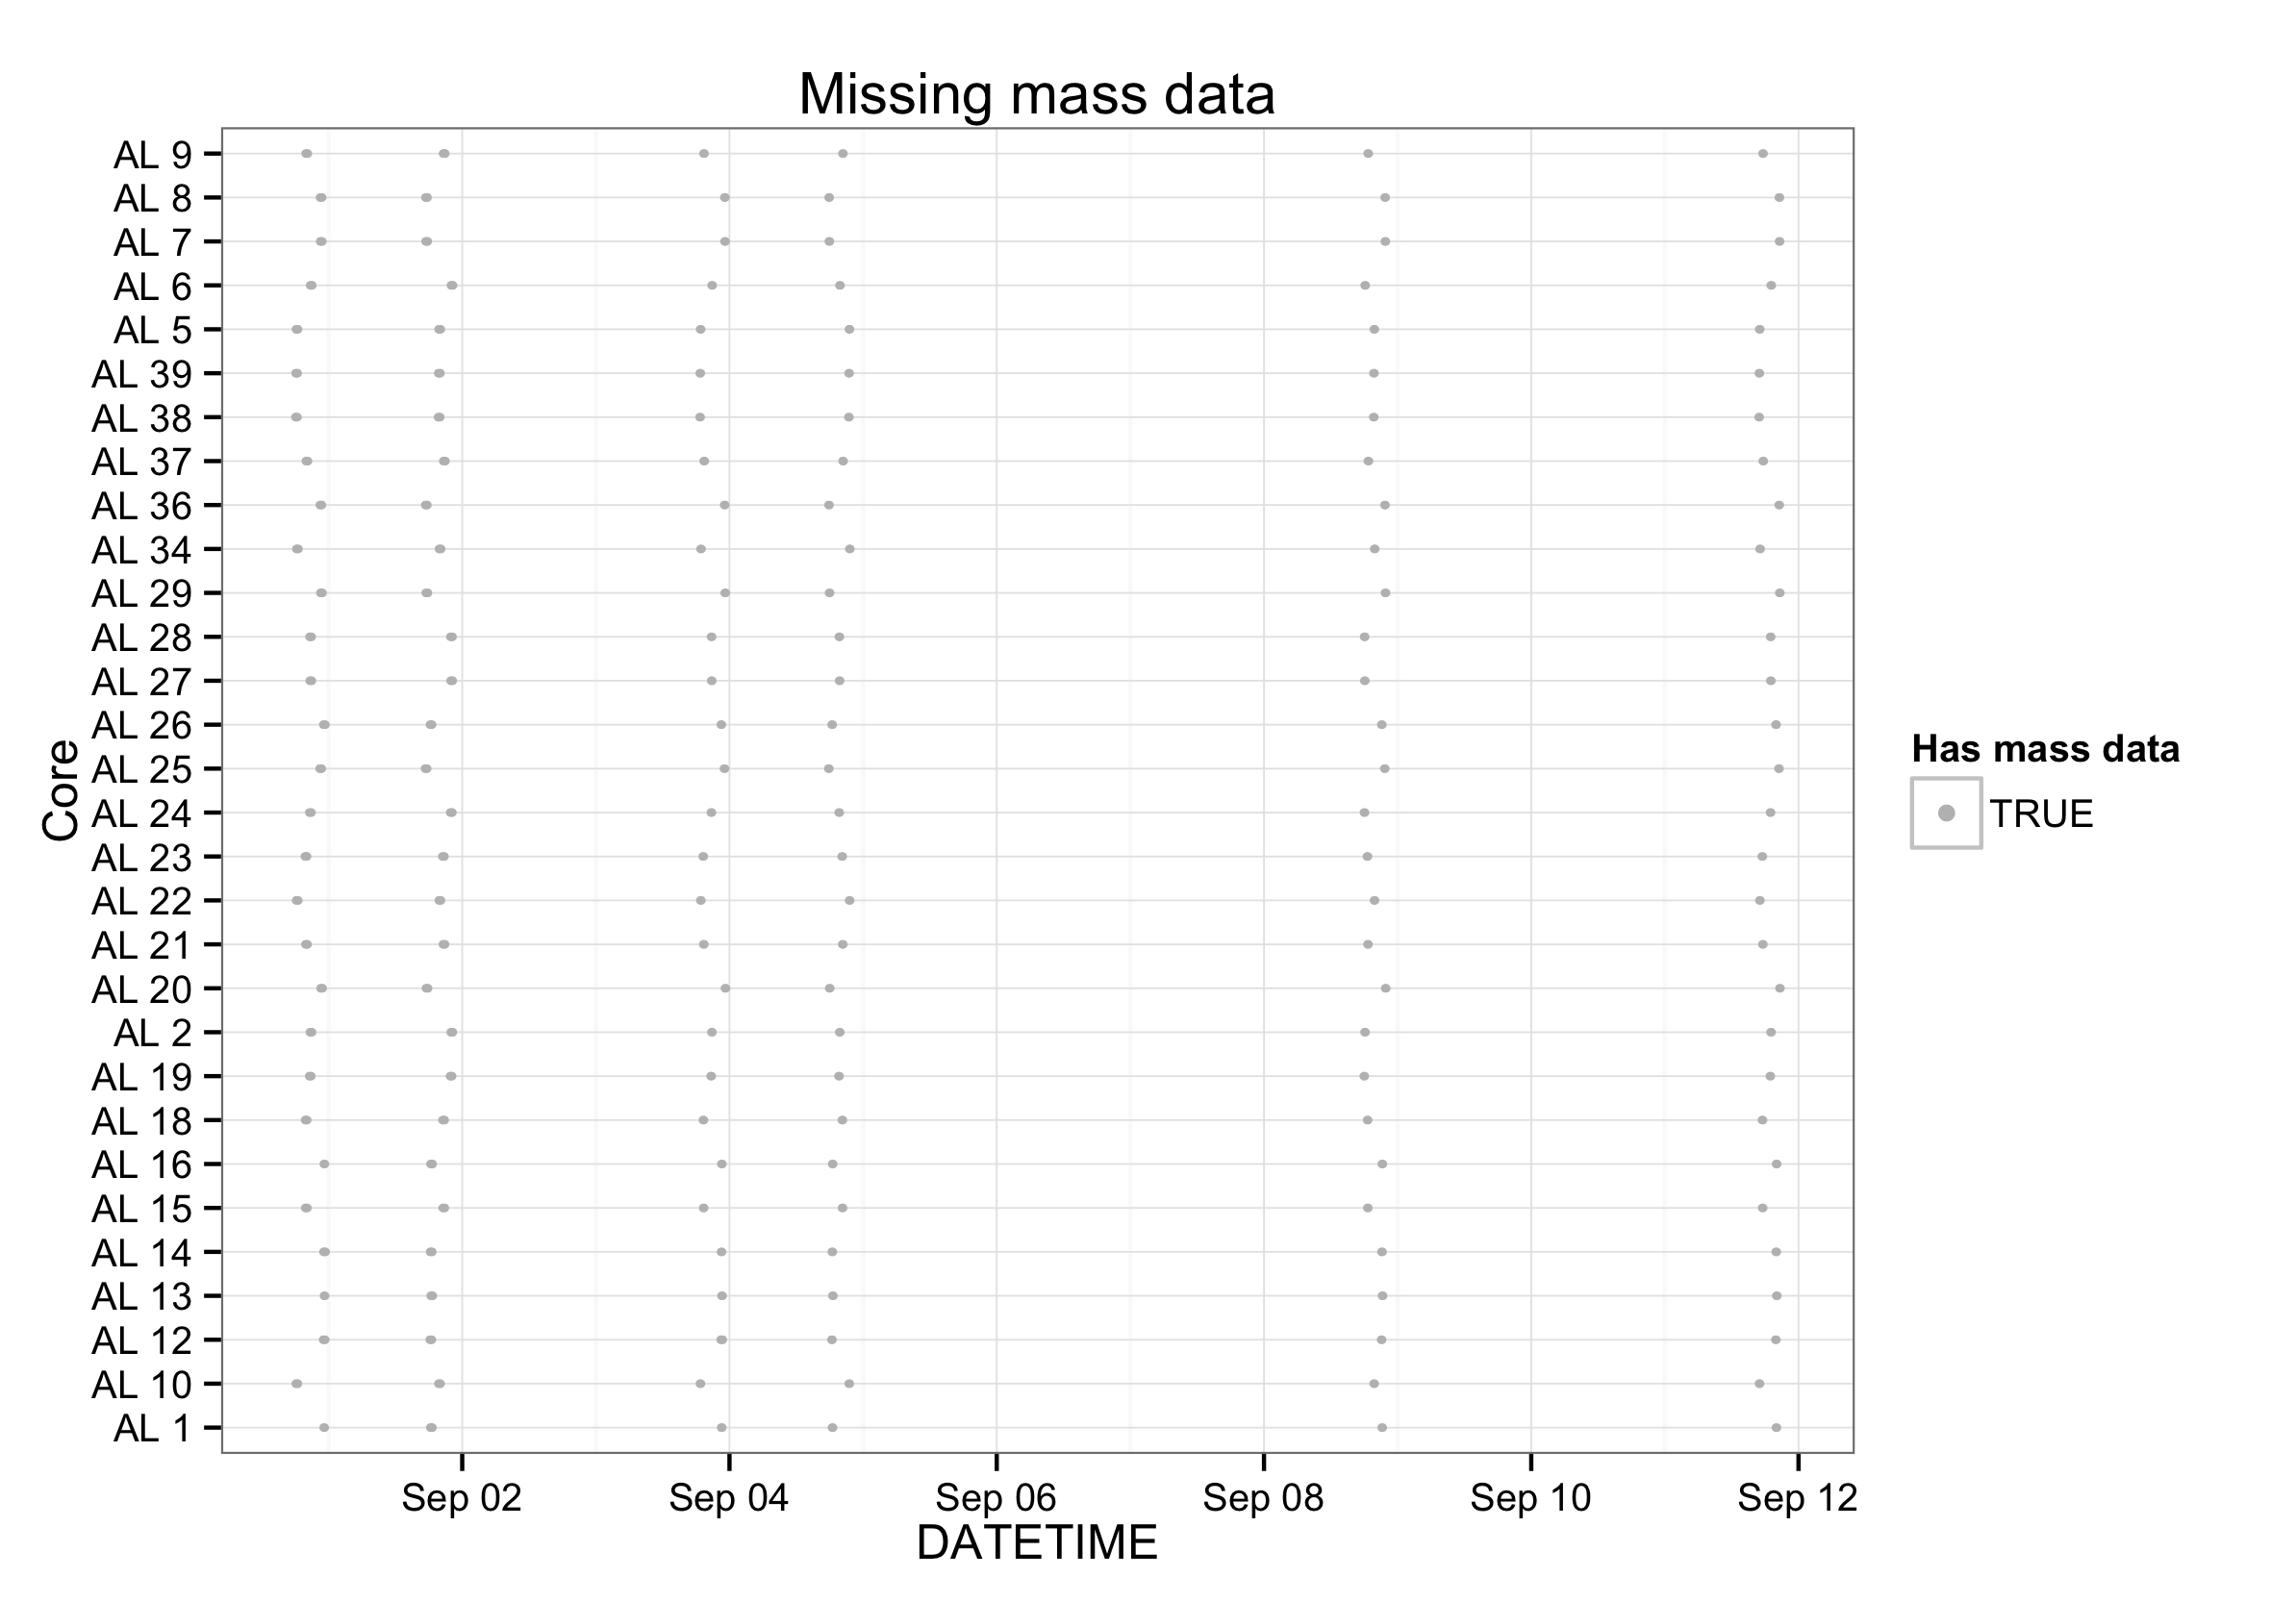 Missing mass data
AL 9
AL 8
AL 7
AL 6
AL 5
AL 39
AL 38
AL 37
AL 36
AL 34
AL 29
AL 28
AL 27
AL 26
AL 25
AL 24
AL 23
AL 22
AL 21
AL 20
AL 2
AL 19
AL 18
AL 16
AL 15
AL 14
AL 13
AL 12
AL 10
AL 1
Core
Sep 02 Sep 04 Sep 06 Sep 08 Sep 10 Sep 12
DATETIME
Has mass data
TRUE